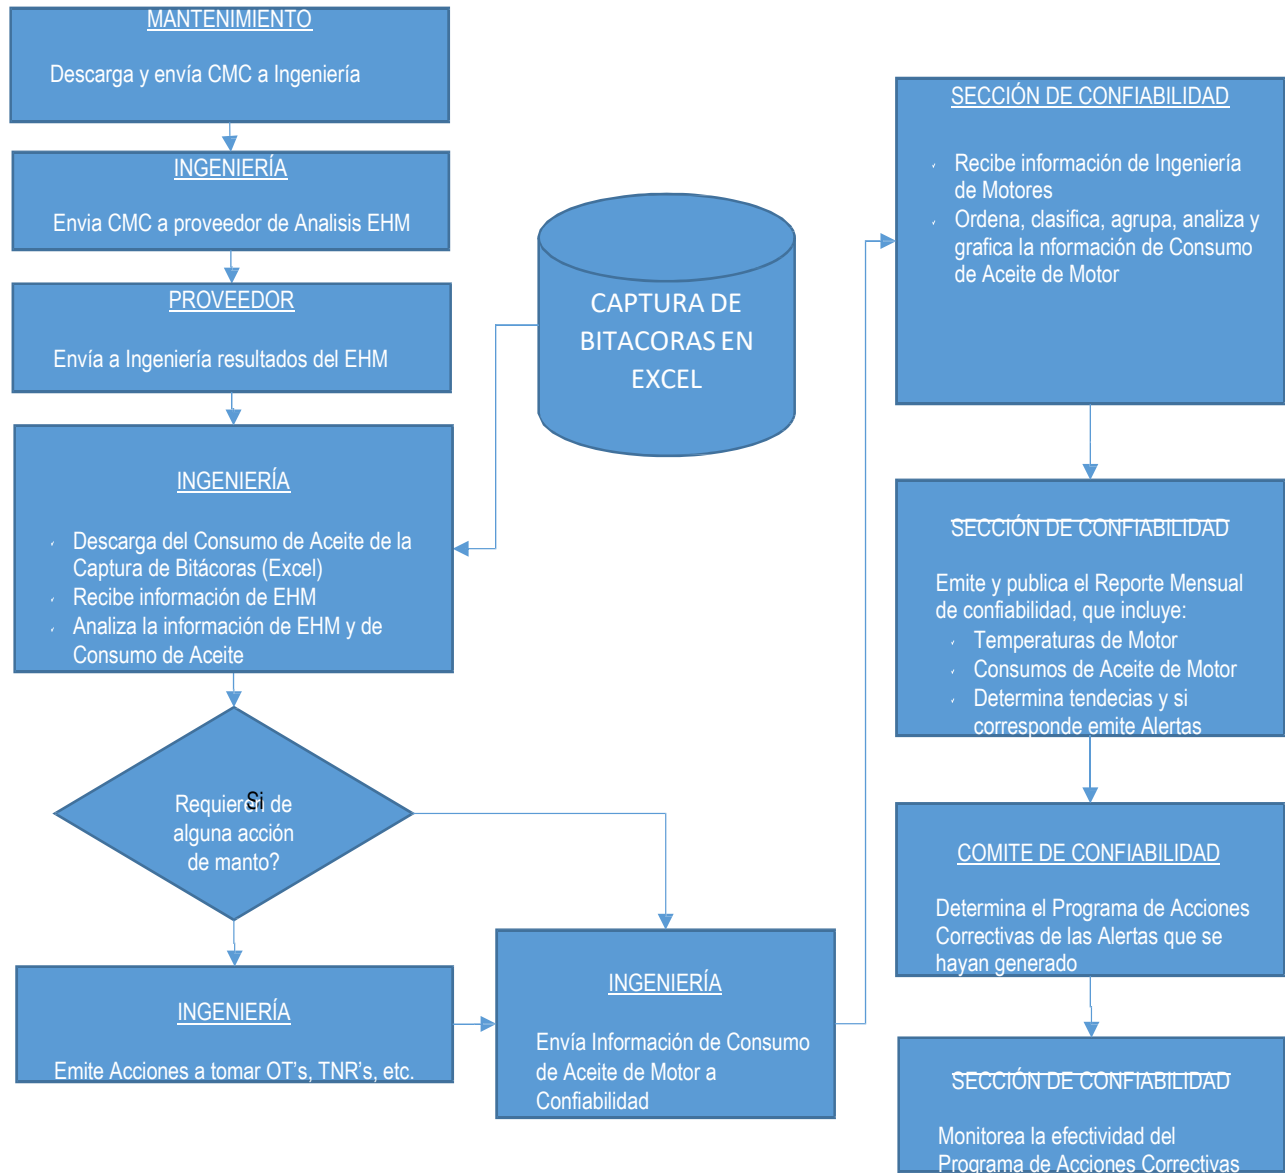 MANTENIMIENTO
Descarga y envía CMC a Ingeniería
INGENIERÍA
Envia CMC a proveedor de Analisis EHM
PROVEEDOR
Envía a Ingeniería resultados del EHM
INGENIERÍA
Descarga del Consumo de Aceite de la
Captura de Bitácoras (Excel)
Recibe información de EHM
Analiza la información de EHM y de
Consumo de Aceite
CAPTURA DE
BITACORAS EN
EXCEL
Si
Requieren de
alguna acción
de manto?
INGENIERÍA
Emite Acciones a tomar OT’s, TNR’s, etc.
INGENIERÍA
Envía Información de Consumo
de Aceite de Motor a
Confiabilidad
SECCIÓN DE CONFIABILIDAD
Recibe información de Ingeniería
de Motores
Ordena, clasifica, agrupa, analiza y
grafica la nformación de Consumo
de Aceite de Motor
SECCIÓN DE CONFIABILIDAD
Emite y publica el Reporte Mensual
de confiabilidad, que incluye:
Temperaturas de Motor
Consumos de Aceite de Motor
Determina tendecias y si
corresponde emite Alertas
COMITE DE CONFIABILIDAD
Determina el Programa de Acciones
Correctivas de las Alertas que se
hayan generado
SECCIÓN DE CONFIABILIDAD
Monitorea la efectividad del
Programa de Acciones Correctivas